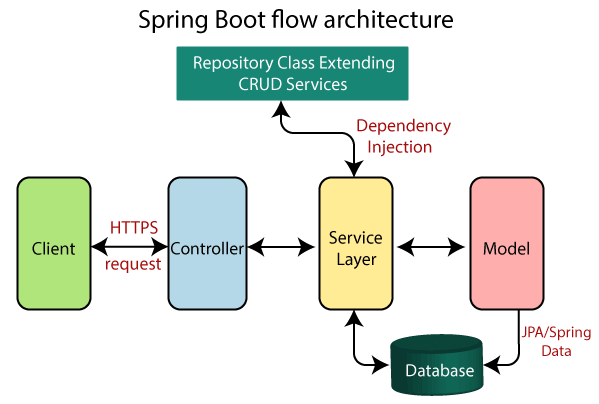 Spring Boot flow architecture
Repository Class Extending
CRUD Services
Dependency
Injection
Client
HTTPS
request
Controller
Service
Layer
Model
JPA/Spring
Data
Database